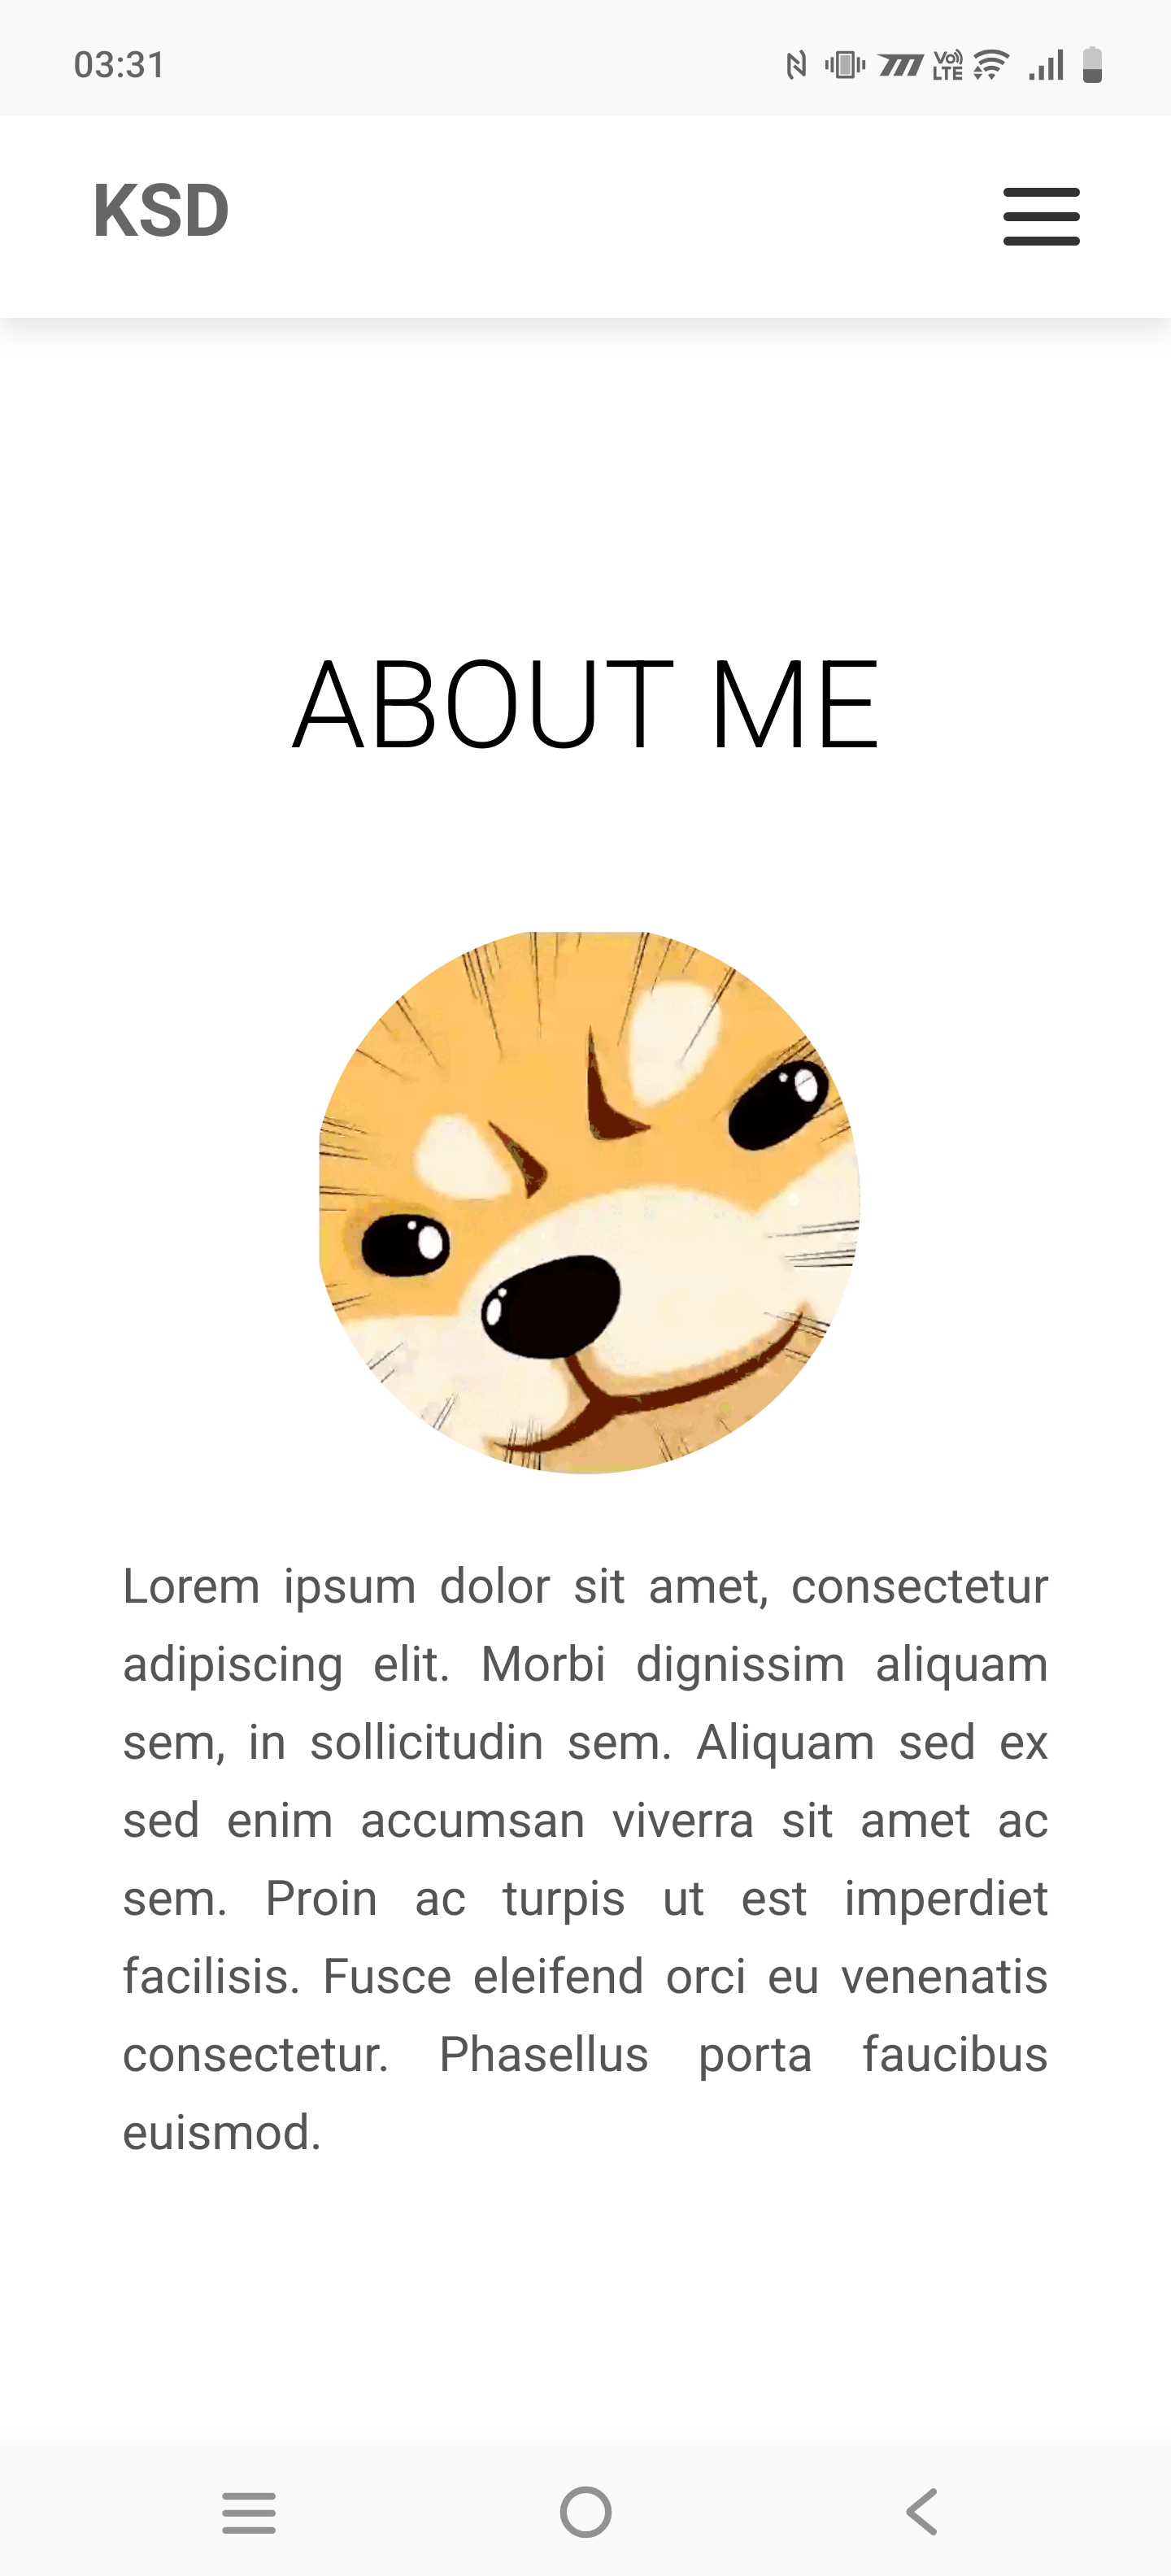 03:31
Vo)) LTE
KSD
ABOUT ME
Lorem ipsum dolor sit amet, consectetur
adipiscing elit. Morbi dignissim aliquam
sem, in sollicitudin sem. Aliquam sed ex
sed enim accumsan viverra sit amet ac
sem. Proin ac turpis ut est imperdiet
facilisis. Fusce eleifend orci eu venenatis
consectetur. Phasellus porta faucibus
euismod.